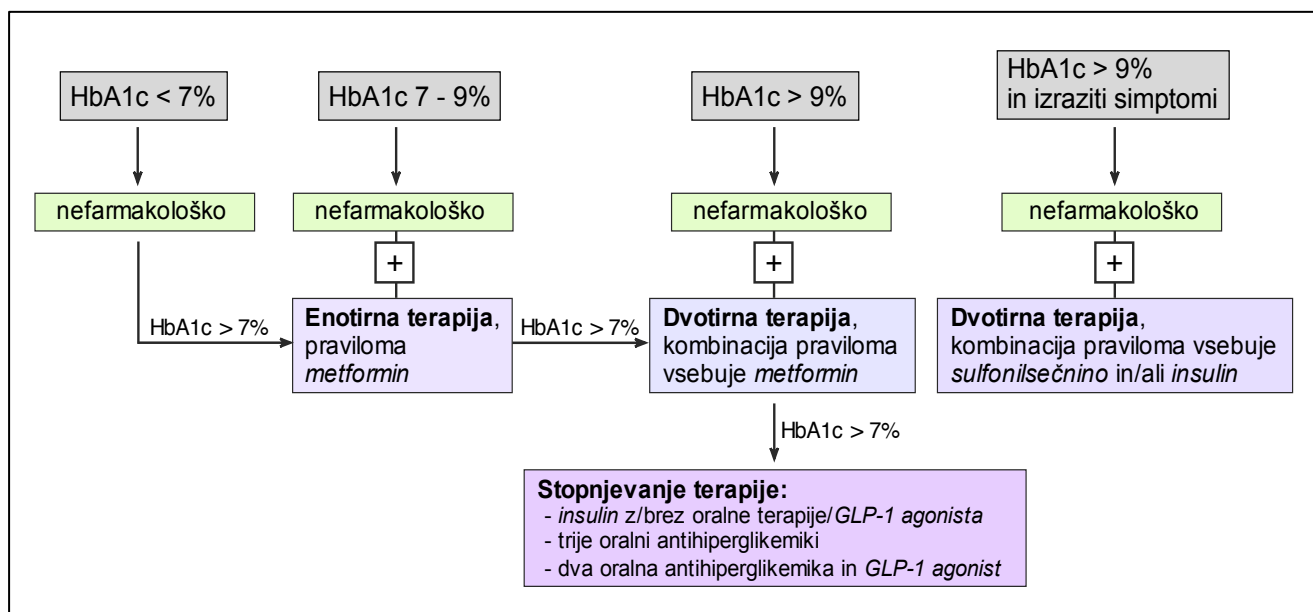 HbA1c < 7%
HbA1c 7 - 9%
HbA1c > 9%
HbA1c > 9%
in izraziti simptomi
nefarmakološko
nefarmakološko
nefarmakološko
nefarmakološko
+
+
+
HbA1c > 7%
Enotirna terapija,
praviloma
metformin
HbA1c > 7%
Dvotirna terapija,
kombinacija praviloma
vsebuje metformin
Dvotirna terapija,
kombinacija praviloma vsebuje
sulfonilsečnino in/ali insulin
HbA1c > 7%
Stopnjevanje terapije:
- insulin z/brez oralne terapije/GLP-1 agonista
- trije oralni antihiperglikemiki
- dva oralna antihiperglikemika in GLP-1 agonist